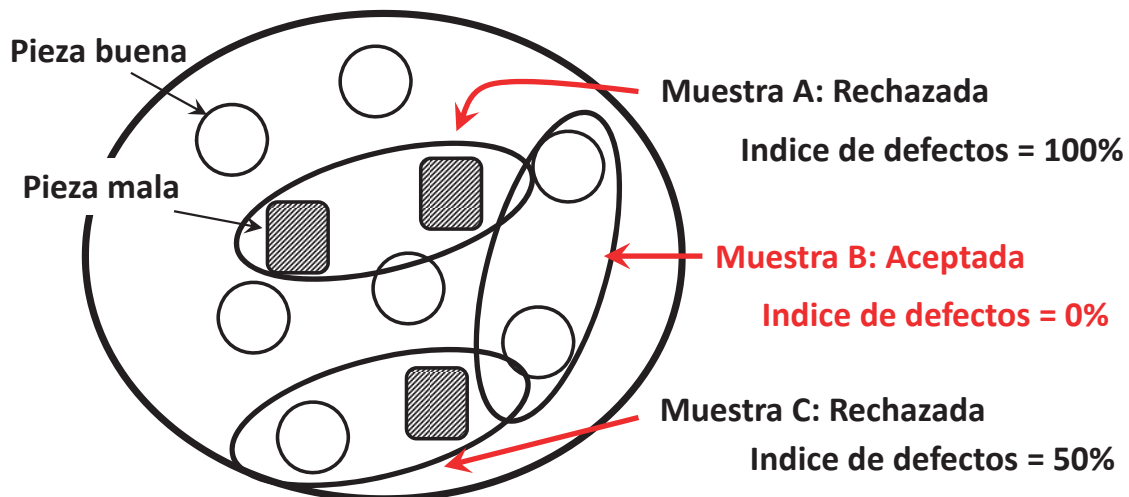 Pieza buena
Pieza mala
Muestra A: Rechazada
Indice de defectos = 100%
Muestra B: Aceptada
Indice de defectos = 0%
Muestra C: Rechazada
Indice de defectos = 50%